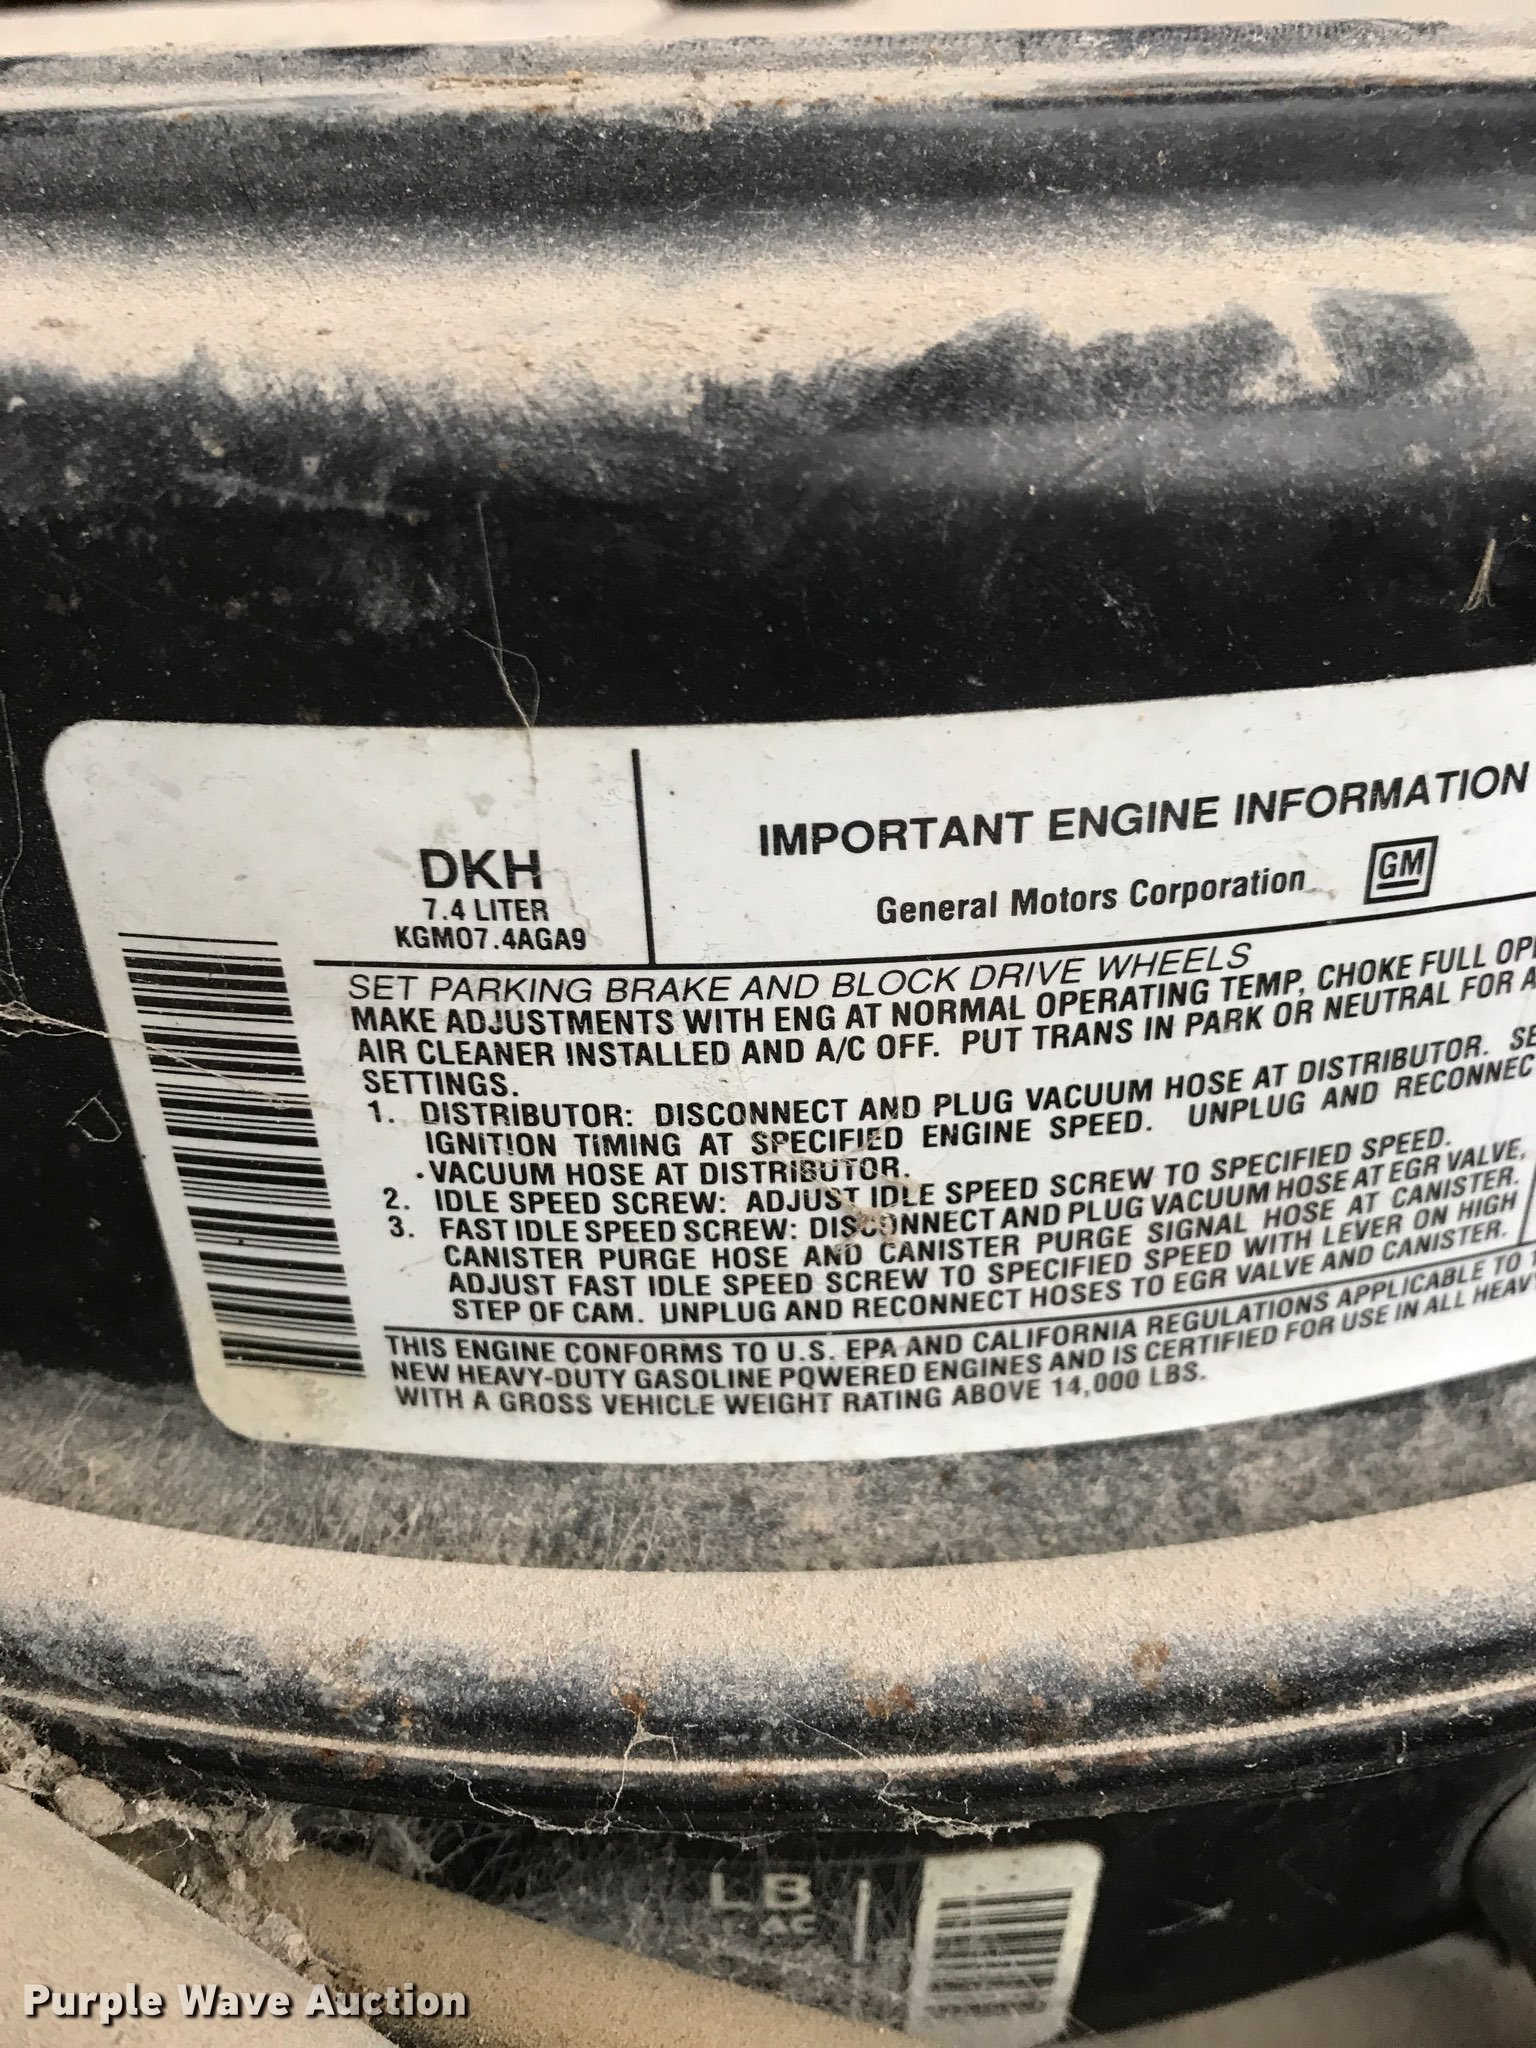 DKH
7.4 LITER
KGM07.4AGA9
IMPORTANT ENGINE INFORMATION
General Motors Corporation GM
SET PARKING BRAKE AND BLOCK DRIVE WHEELS
MAKE ADJUSTMENTS WITH ENG AT NORMAL OPERATING TEMP, CHOKE FULL OP
AIR CLEANER INSTALLED AND A/C OFF. PUT TRANS IN PARK OR NEUTRAL FOR A
SETTINGS.
1. DISTRIBUTOR: DISCONNECT AND PLUG VACUUM HOSE AT DISTRIBUTOR. SE
IGNITION TIMING AT SPECIFIED ENGINE SPEED. UNPLUG AND RECONNEC
VACUUM HOSE AT DISTRIBUTOR.
2. IDLE SPEED SCREW: ADJUST IDLE SPEED SCREW TO SPECIFIED SPEED.
3. FAST IDLE SPEED SCREW: DISCONNECT AND PLUG VACUUM HOSE AT EGR VALVE,
CANISTER PURGE HOSE AND CANISTER PURGE SIGNAL HOSE AT CANISTER.
ADJUST FAST IDLE SPEED SCREW TO SPECIFIED SPEED WITH LEVER ON HIGH
STEP OF CAM. UNPLUG AND RECONNECT HOSES TO EGR VALVE AND CANISTER.
THIS ENGINE CONFORMS TO U.S. EPA AND CALIFORNIA REGULATIONS APPLICABLE TO
NEW HEAVY-DUTY GASOLINE POWERED ENGINES AND IS CERTIFIED FOR USE IN ALL HEAV
WITH A GROSS VEHICLE WEIGHT RATING ABOVE 14,000 LBS.
LB
AC
Purple Wave Auction